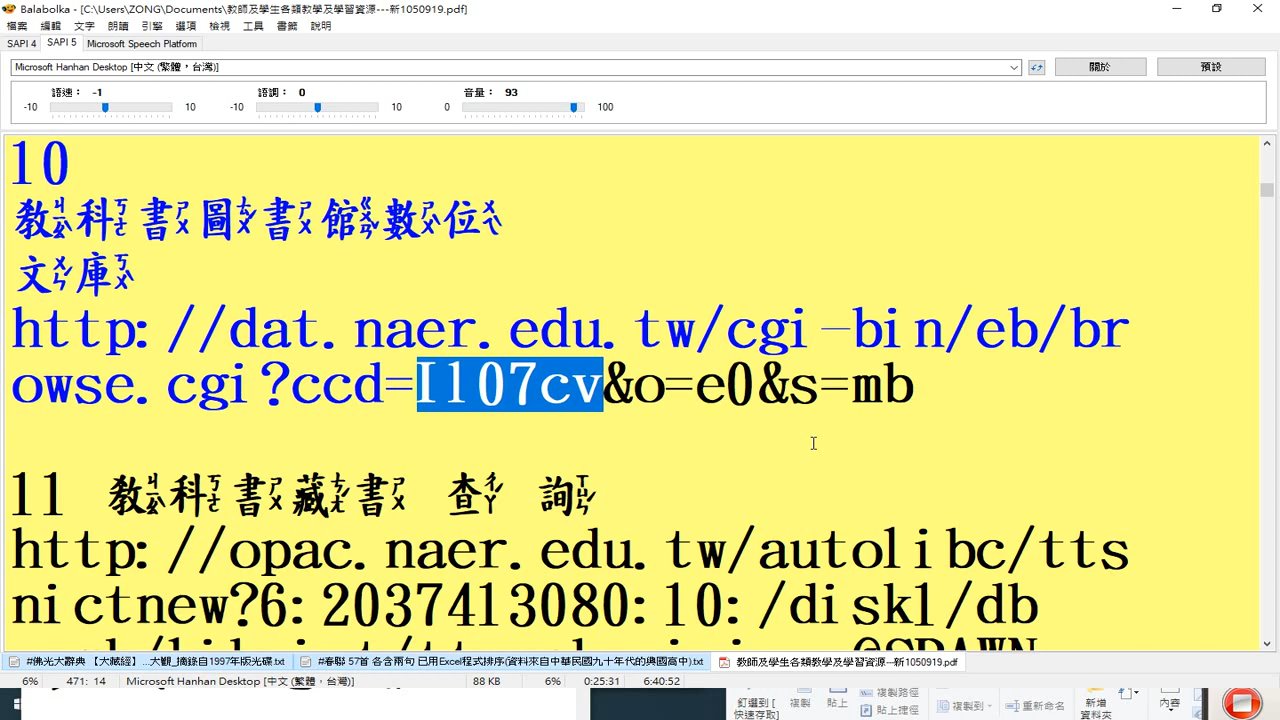 Balabolka - [C:\Users\ZONG\Documents\教師及學生各類教學及學習資源---新1050919.pdf]
檔案 編輯 文字 朗讀 引擎 選項 檢視 工具 書籤 說明
SAPI 4 SAPI 5 Microsoft Speech Platform
Microsoft Hanhan Desktop [中文 (繁體，台灣)] 關於 預設
語速： -1 語調： 0 音量： 93
-10 10 -10 10 0 100
10
教科書圖書館數位
文庫
http://dat.naer.edu.tw/cgi-bin/eb/br
owse.cgi?ccd=I107cv&o=e0&s=mb
11 教科書藏書 查 詢
http://opac.naer.edu.tw/autolibc/tts
nictnew?6:2037413080:10:/disk1/db
@SPAWN
#佛光大辭典 【大藏經】...大觀_摘錄自1997年版光碟.txt #春聯 57首 各含兩句 已用Excel程式排序(資料來自中華民國九十年代的奧國高中).txt 教師及學生各類教學及學習資源---新1050919.pdf
6% 471: 14 Microsoft Hanhan Desktop [中文 (繁體，台灣)] 88 KB 6% 0:25:31 6:40:52
釘選到 [ 複製 貼上 複製路徑 複製到 重新命名 新增 內容
快速存取] 貼上捷徑 資料夾